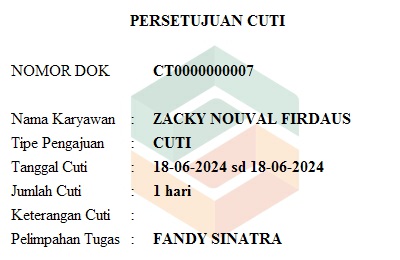 PERSETUJUAN CUTI
NOMOR DOK CT0000000007
Nama Karyawan : ZACKY NOUVAL FIRDAUS
Tipe Pengajuan : CUTI
Tanggal Cuti : 18-06-2024 sd 18-06-2024
Jumlah Cuti : 1 hari
Keterangan Cuti :
Pelimpahan Tugas : FANDY SINATRA